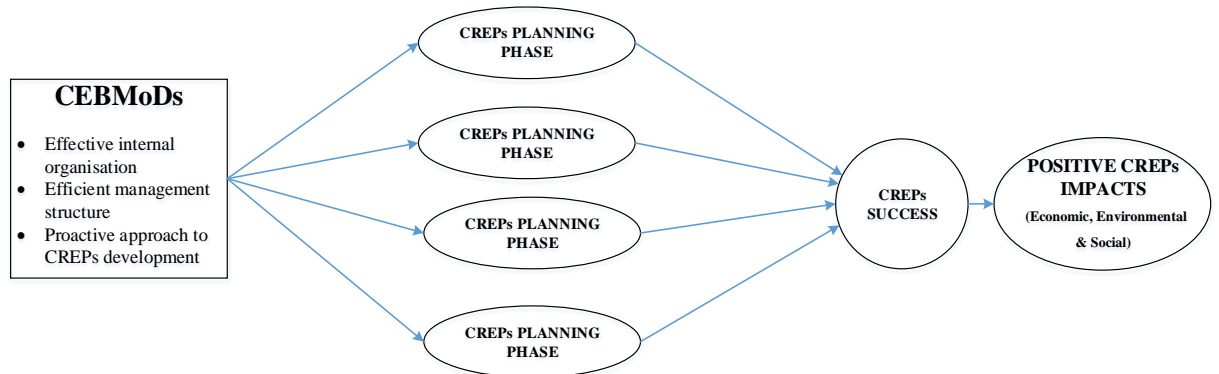 CEBMoDs
• Effective internal
organisation
• Efficient management
structure
• Proactive approach to
CREPs development
CREPs PLANNING
PHASE
CREPs PLANNING
PHASE
CREPs PLANNING
PHASE
CREPs PLANNING
PHASE
CREPs
SUCCESS
POSITIVE CREPs
IMPACTS
(Economic, Environmental
& Social)